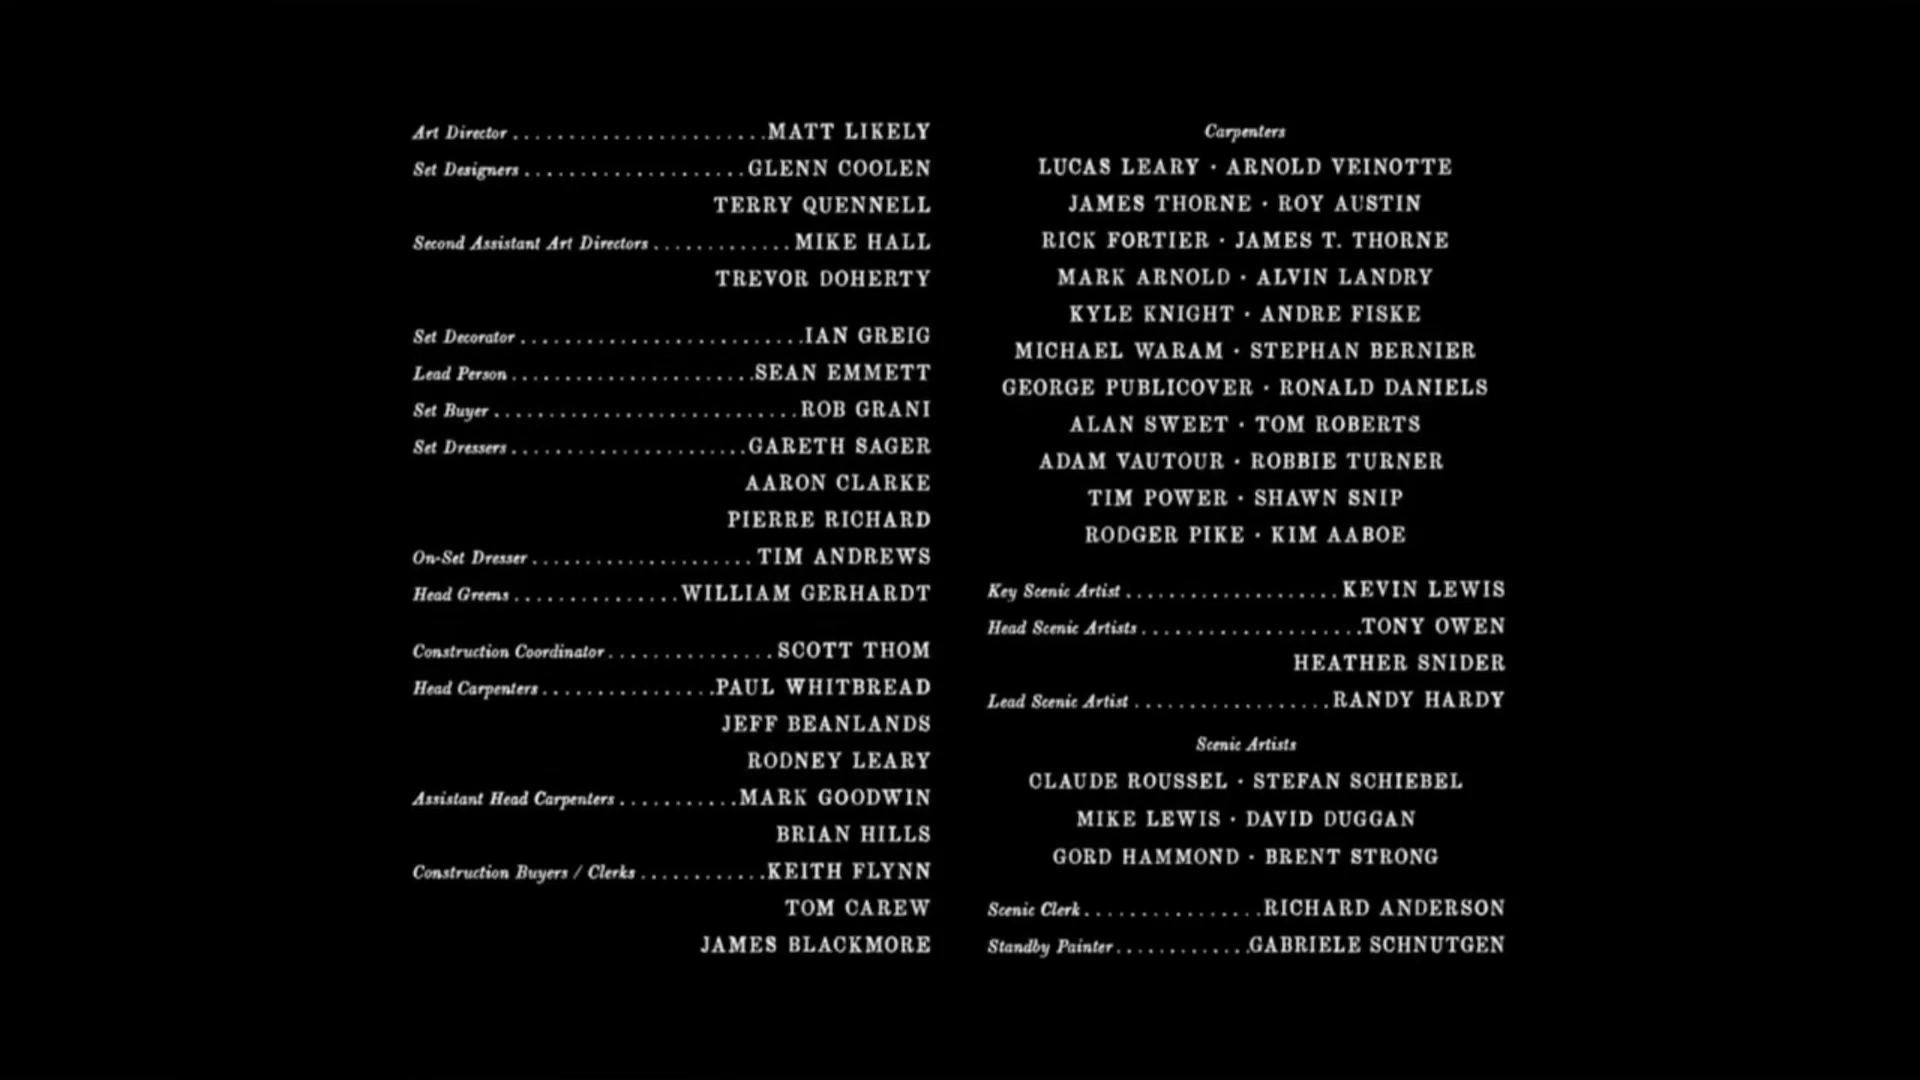 Art Director ........................ MATT LIKELY
Set Designers .................... GLENN COOLEN
TERRY QUENNELL
Second Assistant Art Directors ............. MIKE HALL
TREVOR DOHERTY
Set Decorator .......................... IAN GREIG
Lead Person ....................... SEAN EMMETT
Set Buyer ............................ ROB GRANI
Set Dressers ...................... GARETH SAGER
AARON CLARKE
PIERRE RICHARD
On-Set Dresser .................... TIM ANDREWS
Head Greens ............... WILLIAM GERHARDT
Construction Coordinator ............... SCOTT THOM
Head Carpenters ................ PAUL WHITBREAD
JEFF BEANLANDS
RODNEY LEARY
Assistant Head Carpenters ........... MARK GOODWIN
BRIAN HILLS
Construction Buyers / Clerks ............ KEITH FLYNN
TOM CAREW
JAMES BLACKMORE
Carpenters
LUCAS LEARY · ARNOLD VEINOTTE
JAMES THORNE · ROY AUSTIN
RICK FORTIER · JAMES T. THORNE
MARK ARNOLD · ALVIN LANDRY
KYLE KNIGHT · ANDRE FISKE
MICHAEL WARAM · STEPHAN BERNIER
GEORGE PUBLICOVER · RONALD DANIELS
ALAN SWEET · TOM ROBERTS
ADAM VAUTOUR · ROBBIE TURNER
TIM POWER · SHAWN SNIP
RODGER PIKE · KIM AABOE
Key Scenic Artist .................... KEVIN LEWIS
Head Scenic Artists ..................... TONY OWEN
HEATHER SNIDER
Lead Scenic Artist .................. RANDY HARDY
Scenic Artists
CLAUDE ROUSSEL · STEFAN SCHIEBEL
MIKE LEWIS · DAVID DUGGAN
GORD HAMMOND · BRENT STRONG
Scenic Clerk ................. RICHARD ANDERSON
Standby Painter ............. GABRIELE SCHNUTGEN